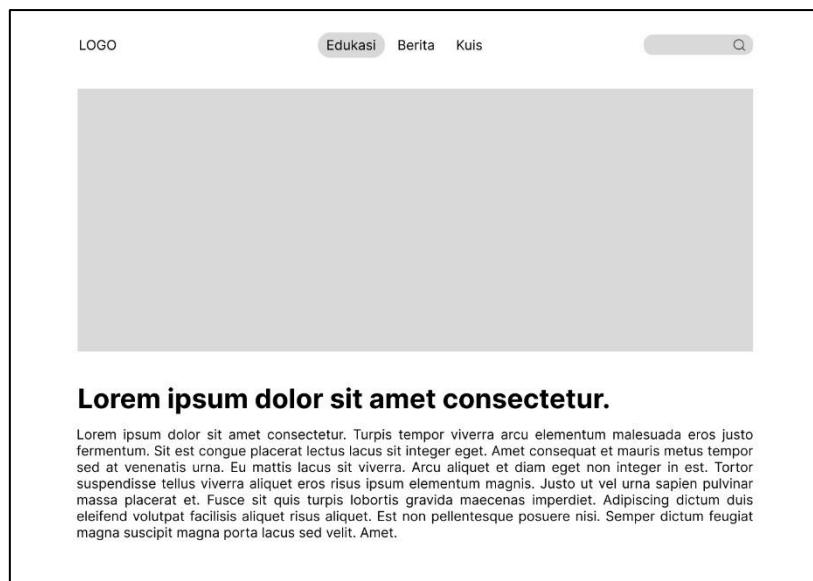 LOGO Edukasi Berita Kuis
Lorem ipsum dolor sit amet consectetur.
Lorem ipsum dolor sit amet consectetur. Turpis tempor viverra arcu elementum malesuada eros justo
fermentum. Sit est congue placerat lectus lacus sit integer eget. Amet consequat et mauris metus tempor
sed at venenatis urna. Eu mattis lacus sit viverra. Arcu aliquet et diam eget non integer in est. Tortor
suspendisse tellus viverra aliquet eros risus ipsum elementum magnis. Justo ut vel urna sapien pulvinar
massa placerat et. Fusce sit quis turpis lobortis gravida maecenas imperdiet. Adipiscing dictum duis
eleifend volutpat facilisis aliquet risus aliquet. Est non pellentesque posuere nisi. Semper dictum feugiat
magna suscipit magna porta lacus sed velit. Amet.